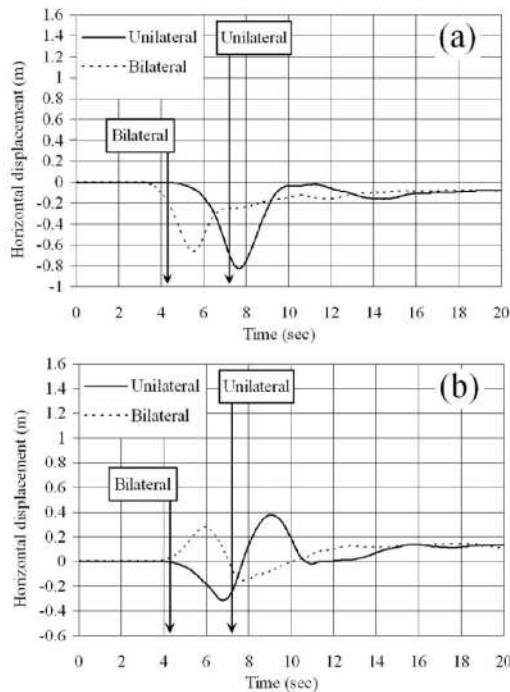 1.6
1.4
1.2
1
0.8
0.6
0.4
0.2
0
-0.2
-0.4
-0.6
-0.8
-1
Horizontal displacement (m)
Unilateral
Bilateral
Unilateral
Bilateral
(a)
0 2 4 6 8 10 12 14 16 18 20
Time (sec)
1.6
1.4
1.2
1
0.8
0.6
0.4
0.2
0
-0.2
-0.4
-0.6
Horizontal displacement (m)
Unilateral
Bilateral
Unilateral
Bilateral
(b)
0 2 4 6 8 10 12 14 16 18 20
Time (sec)